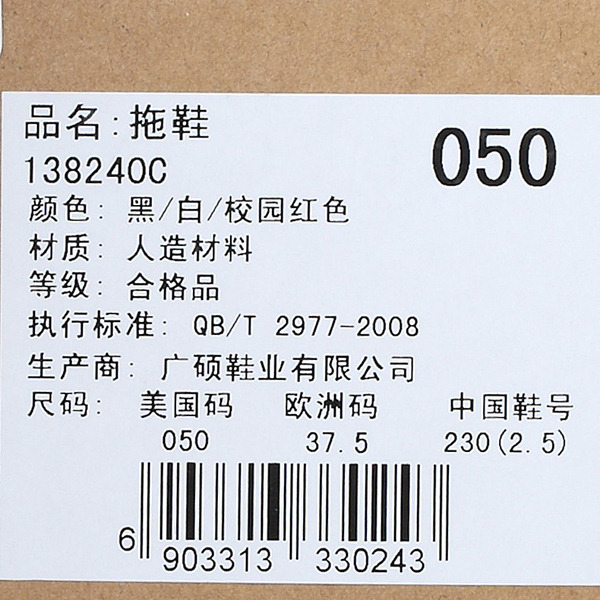 品名:拖鞋
050
138240C
颜色: 黑/白/校园红色
材质: 人造材料
等级: 合格品
执行标准: QB/T 2977-2008
生产商: 广硕鞋业有限公司
尺码: 美国码 欧洲码 中国鞋号
050 37.5 230(2.5)
6 903313 330243